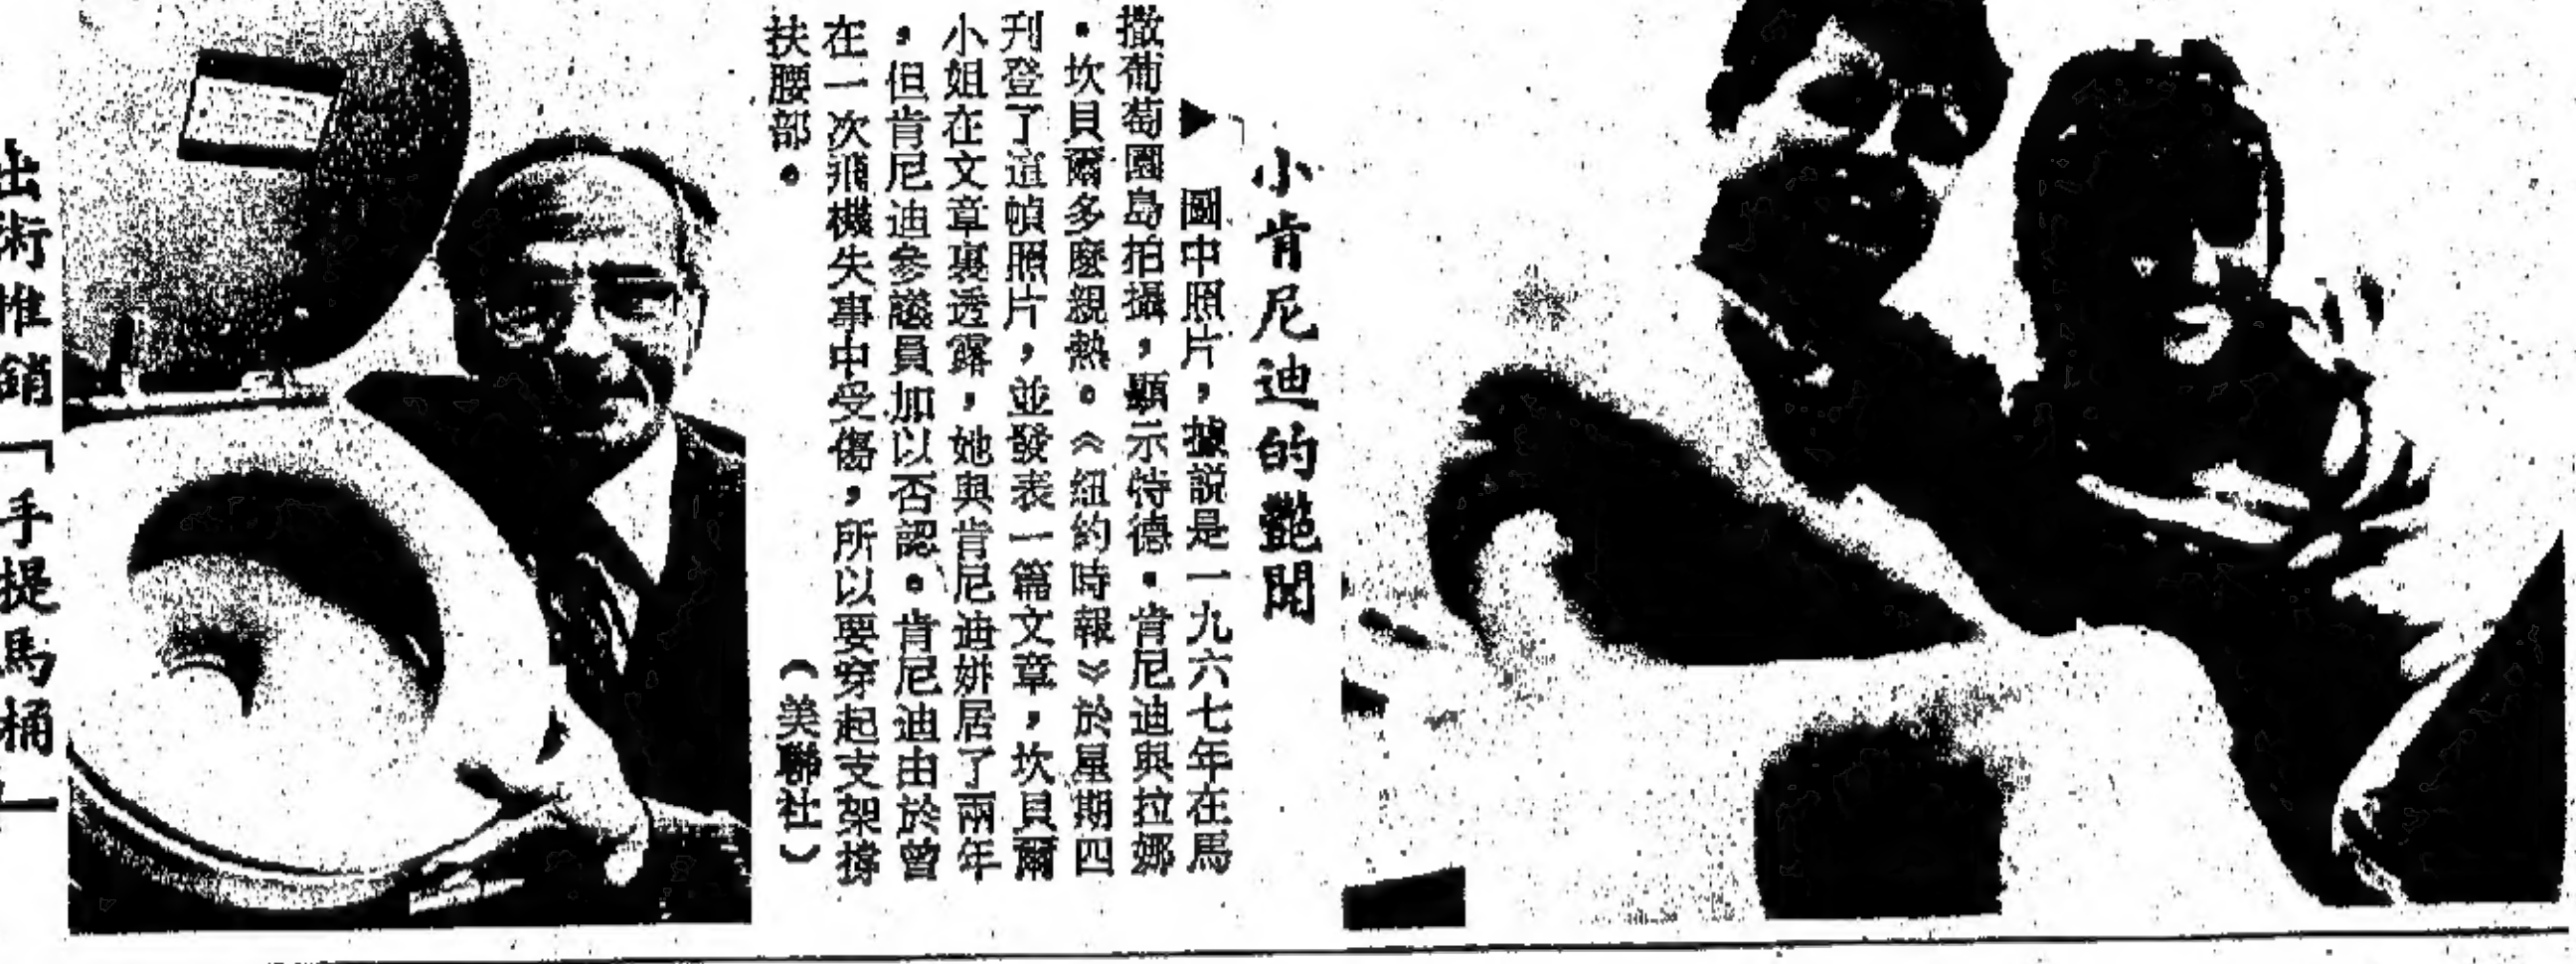 小肯尼迪的艷聞
▶圖中照片，據說是一九六七年在馬
撒葡萄園島拍攝，顯示特德・肯尼迪與拉娜
・坎貝爾多麼親熱。《紐約時報》於星期四
刋登了這幀照片，並發表一篇文章，坎貝爾
小姐在文章裏透露，她與肯尼迪姘居了兩年
，但肯尼迪參議員加以否認。肯尼迪由於曾
在一次飛機失事中受傷，所以要穿起支架撐
扶腰部。
（美聯社）
術推銷「手提馬桶」